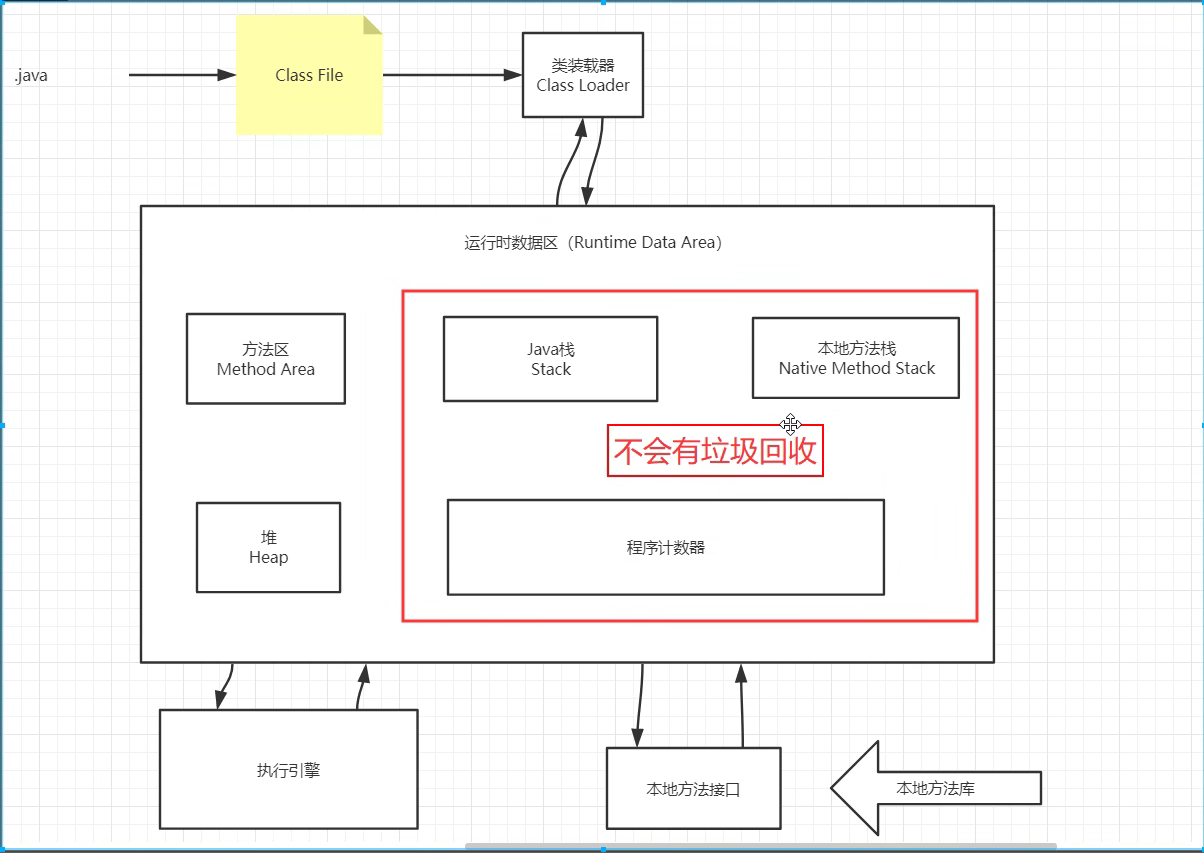 .java
Class File
类装载器
Class Loader
运行时数据区（Runtime Data Area）
方法区
Method Area
Java栈
Stack
本地方法栈
Native Method Stack
不会有垃圾回收
堆
Heap
程序计数器
执行引擎
本地方法接口
本地方法库